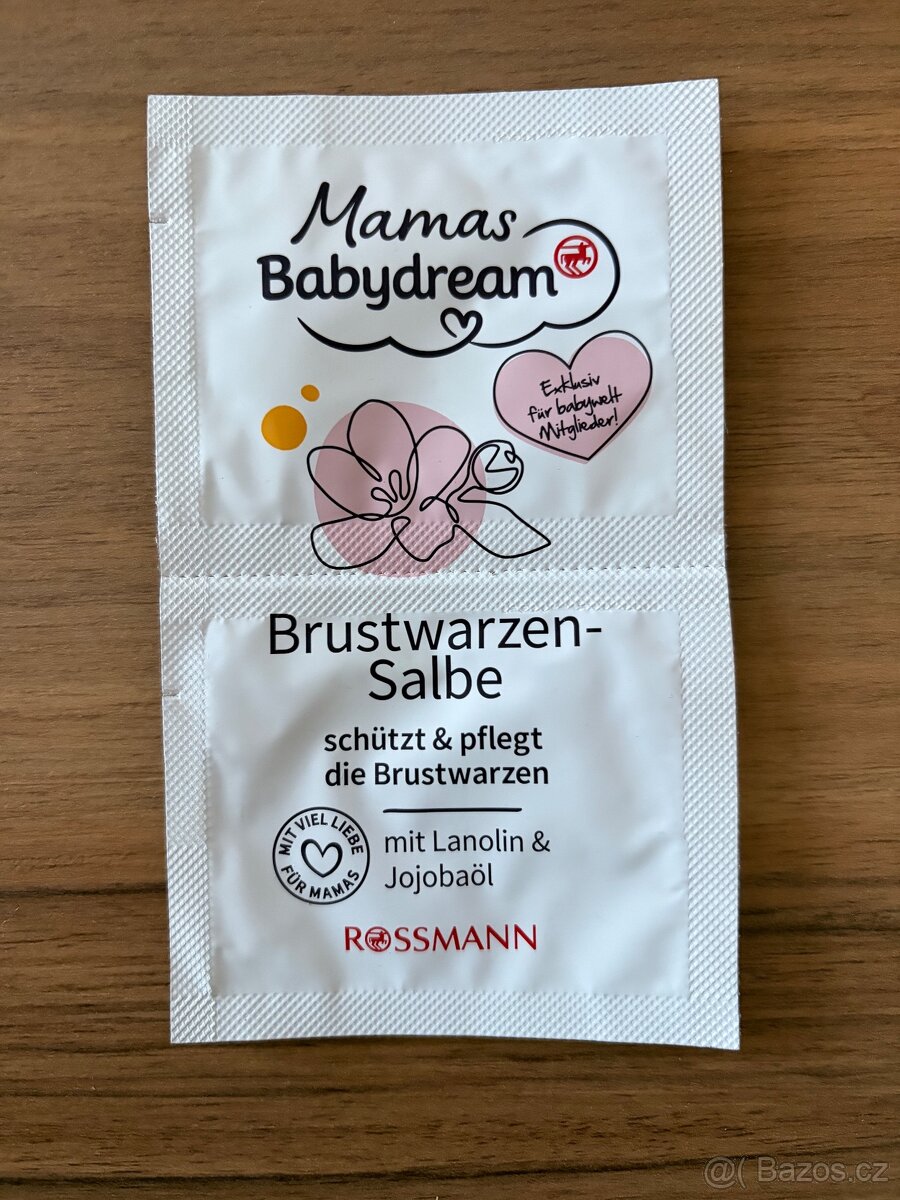 Mamas
Babydream
Exklusiv
für babywelt
Mitglieder!
Brustwarzen-
Salbe
schützt & pflegt
die Brustwarzen
MIT VIEL LIEBE
FÜR MAMAS
mit Lanolin &
Jojobaöl
ROSSMANN
@( Bazos.cz